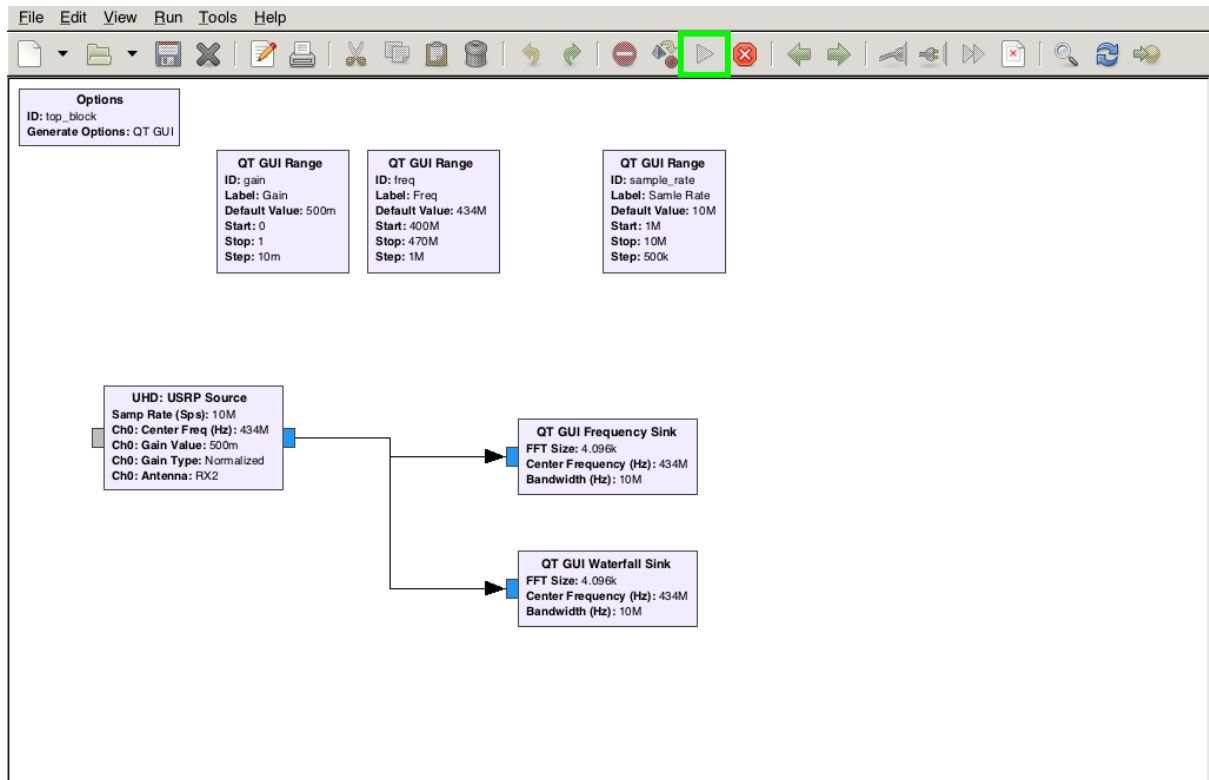 File Edit View Run Tools Help
Options
ID: top_block
Generate Options: QT GUI
QT GUI Range
ID: gain
Label: Gain
Default Value: 500m
Start: 0
Stop: 1
Step: 10m
QT GUI Range
ID: freq
Label: Freq
Default Value: 434M
Start: 400M
Stop: 470M
Step: 1M
QT GUI Range
ID: sample_rate
Label: Samle Rate
Default Value: 10M
Start: 1M
Stop: 10M
Step: 500k
UHD: USRP Source
Samp Rate (Sps): 10M
Ch0: Center Freq (Hz): 434M
Ch0: Gain Value: 500m
Ch0: Gain Type: Normalized
Ch0: Antenna: RX2
QT GUI Frequency Sink
FFT Size: 4.096k
Center Frequency (Hz): 434M
Bandwidth (Hz): 10M
QT GUI Waterfall Sink
FFT Size: 4.096k
Center Frequency (Hz): 434M
Bandwidth (Hz): 10M